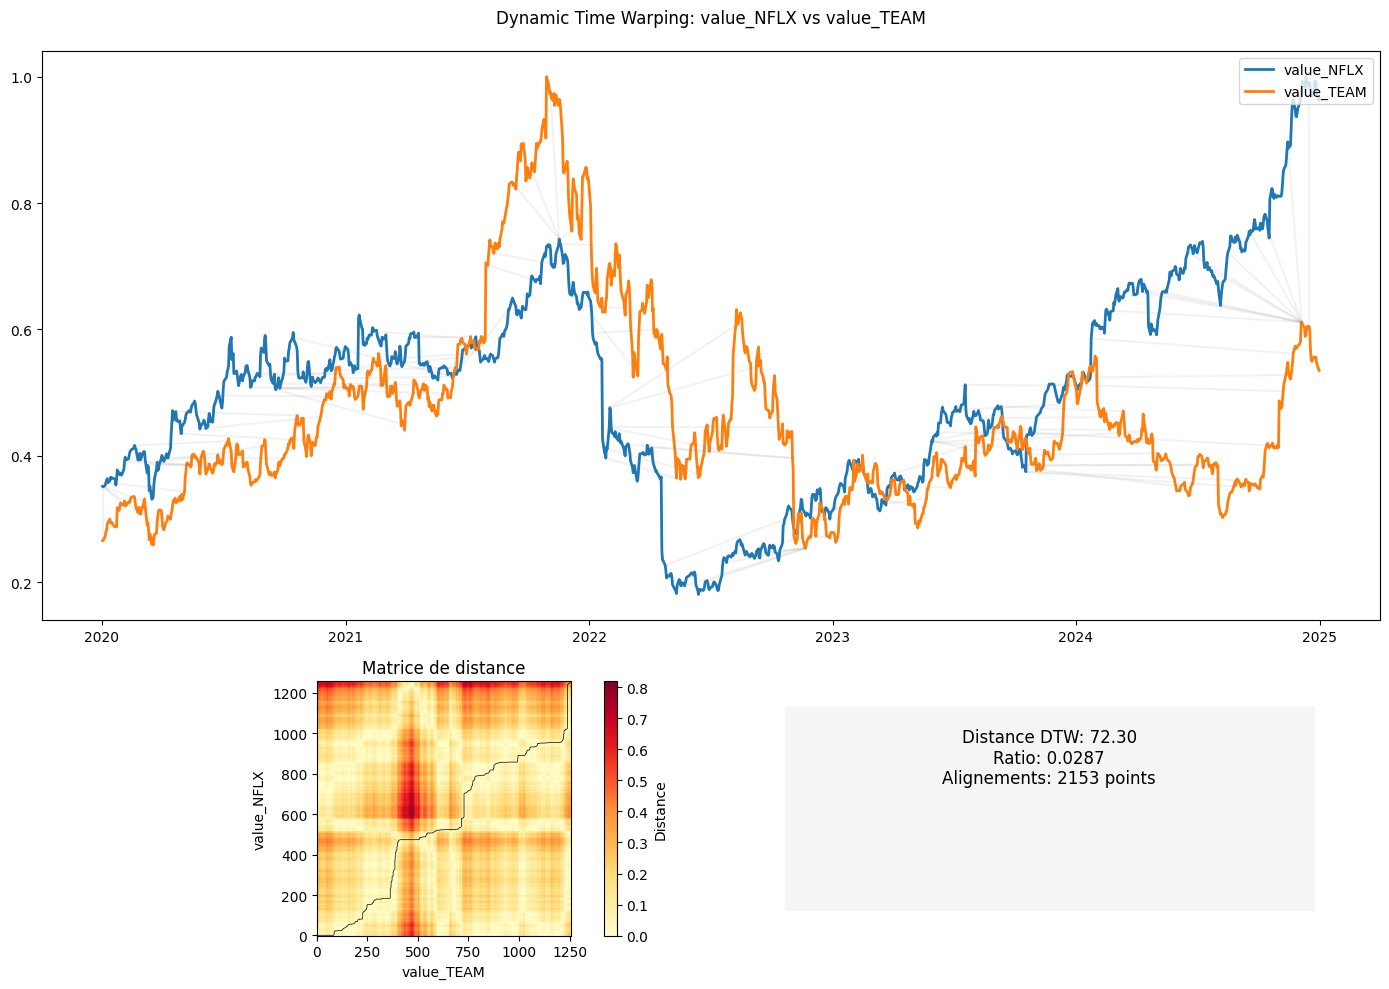 Dynamic Time Warping: value_NFLX vs value_TEAM
value_NFLX
value_TEAM
1.0
0.8
0.6
0.4
0.2
2020 2021 2022 2023 2024 2025
Matrice de distance
value_NFLX
1200
1000
800
600
400
200
0
0 250 500 750 1000 1250
value_TEAM
0.8
0.7
0.6
0.5
0.4
0.3
0.2
0.1
0.0
Distance
Distance DTW: 72.30
Ratio: 0.0287
Alignements: 2153 points